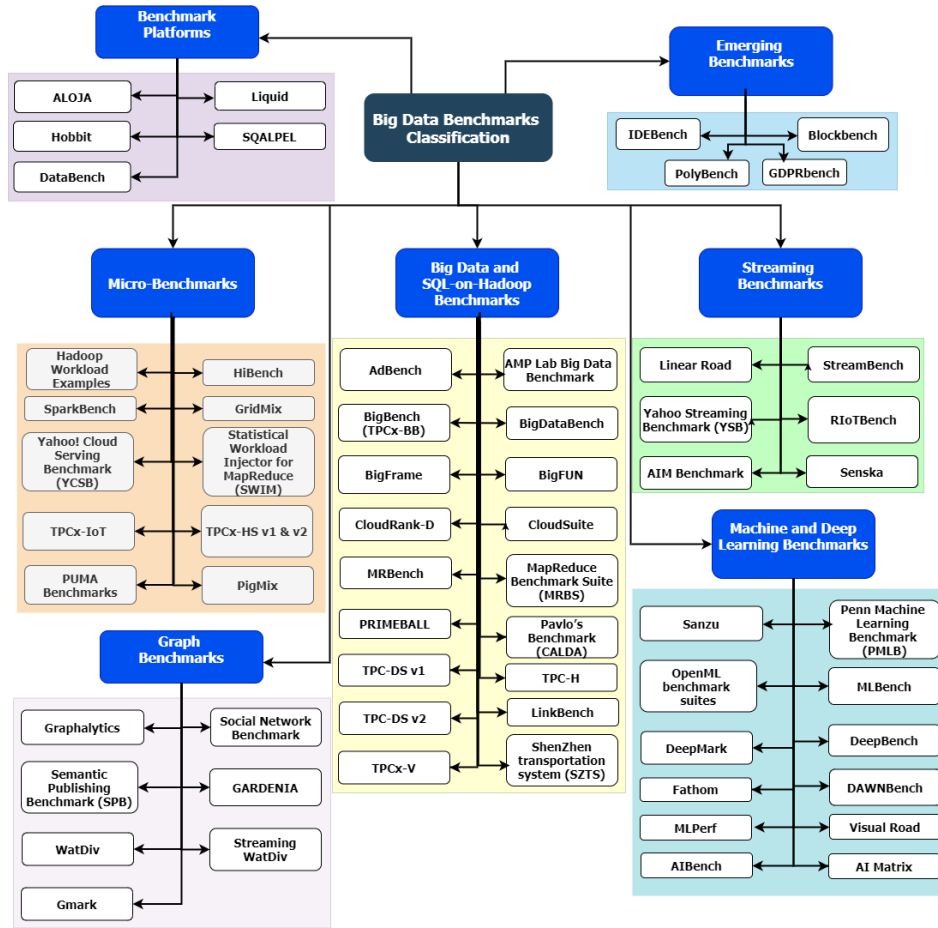 Benchmark
Platforms
ALOJA
Liquid
Hobbit
SQALPEL
DataBench
Big Data Benchmarks
Classification
Emerging
Benchmarks
IDEBench
Blockbench
PolyBench
GDPRbench
Micro-Benchmarks
Hadoop
Workload
Examples
HiBench
SparkBench
GridMix
Yahoo! Cloud
Serving Benchmark
(YCSB)
Statistical
Workload
Injector for
MapReduce
(SWIM)
TPCx-IoT
TPCx-HS v1 & v2
PUMA
Benchmarks
PigMix
Big Data and
SQL-on-Hadoop
Benchmarks
AdBench
AMP Lab Big Data
Benchmark
BigBench
(TPCx-BB)
BigDataBench
BigFrame
BigFUN
CloudRank-D
CloudSuite
MRBench
MapReduce
Benchmark Suite
(MRBS)
PRIMEBALL
Pavlo's
Benchmark
(CALDA)
TPC-DS v1
TPC-H
TPC-DS v2
LinkBench
TPCx-V
ShenZhen
transportation
system (SZTS)
Streaming
Benchmarks
Linear Road
StreamBench
Yahoo Streaming
Benchmark (YSB)
RIoTBench
AIM Benchmark
Senska
Machine and Deep
Learning Benchmarks
Sanzu
Penn Machine
Learning
Benchmark
(PMLB)
OpenML
benchmark
suites
MLBench
DeepMark
DeepBench
Fathom
DAWNBench
MLPerf
Visual Road
AIBench
AI Matrix
Graph
Benchmarks
Graphalytics
Social Network
Benchmark
Semantic
Publishing
Benchmark (SPB)
GARDENIA
WatDiv
Streaming
WatDiv
Gmark